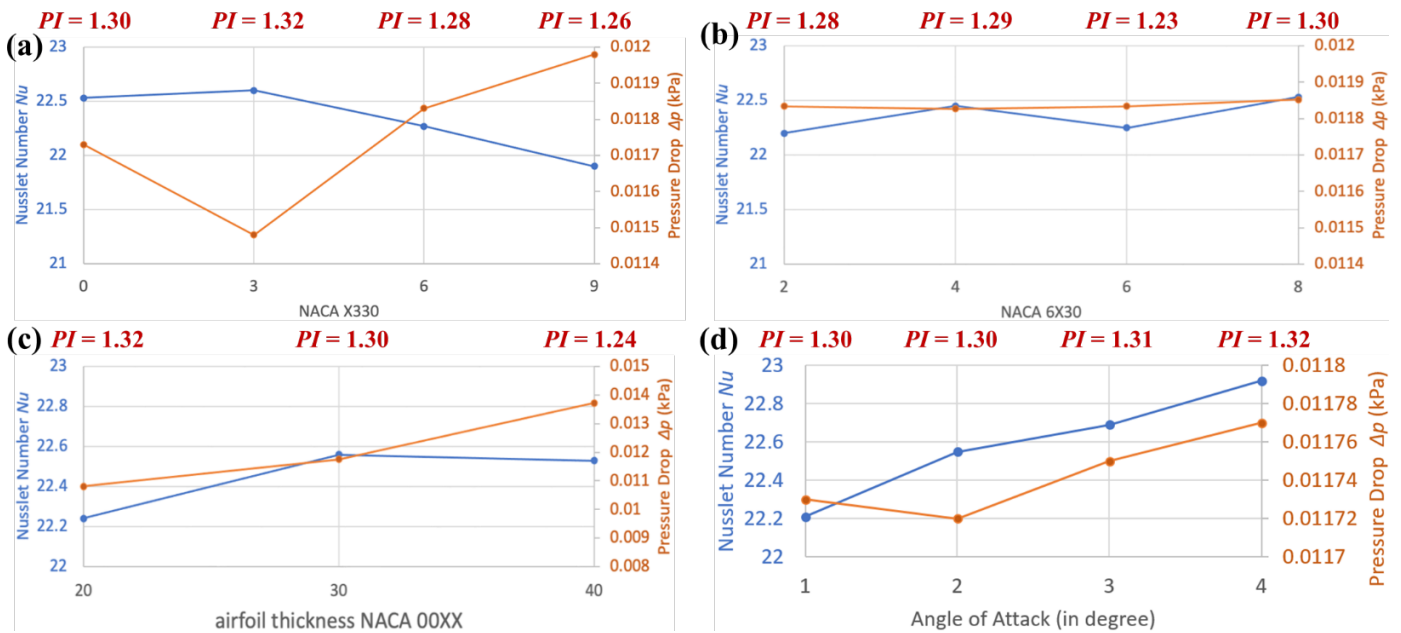 PI = 1.30 PI = 1.32 PI = 1.28 PI = 1.26
(a)
Nusslet Number Nu
23
22.5
22
21.5
21
0.012
0.0119
0.0118
0.0117
0.0116
0.0115
0.0114
Pressure Drop Δp (kPa)
0 3 6 9
NACA X330
PI = 1.28 PI = 1.29 PI = 1.23 PI = 1.30
(b)
Nusslet Number Nu
23
22.5
22
21.5
21
0.012
0.0119
0.0118
0.0117
0.0116
0.0115
0.0114
Pressure Drop Δp (kPa)
2 4 6 8
NACA 6X30
(c) PI = 1.32 PI = 1.30 PI = 1.24
Nusslet Number Nu
23
22.8
22.6
22.4
22.2
22
0.015
0.014
0.013
0.012
0.011
0.01
0.009
0.008
Pressure Drop Δp (kPa)
20 30 40
airfoil thickness NACA 00XX
(d) PI = 1.30 PI = 1.30 PI = 1.31 PI = 1.32
Nusslet Number Nu
23
22.8
22.6
22.4
22.2
22
0.0118
0.01178
0.01176
0.01174
0.01172
0.0117
Pressure Drop Δp (kPa)
1 2 3 4
Angle of Attack (in degree)